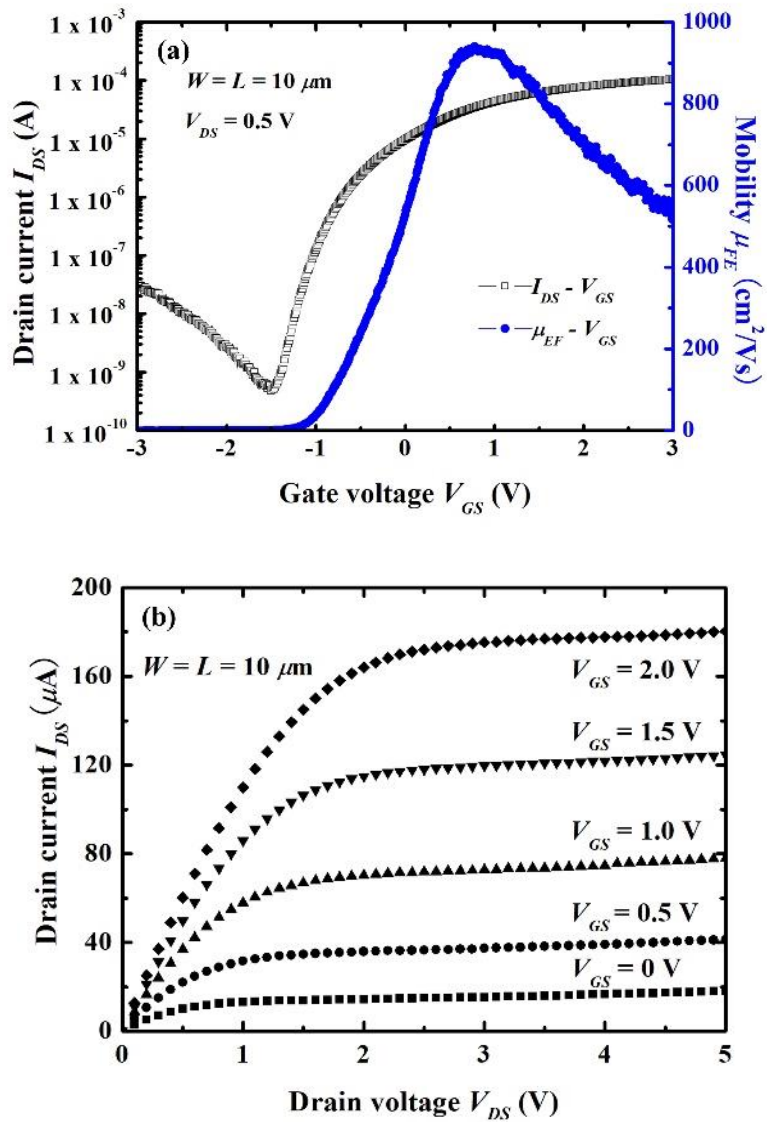 (a)
W = L = 10 μm
V_DS = 0.5 V
Drain current I_DS (A)
1 x 10^-3
1 x 10^-4
1 x 10^-5
1 x 10^-6
1 x 10^-7
1 x 10^-8
1 x 10^-9
1 x 10^-10
I_DS - V_GS
μ_EF - V_GS
1000
800
600
400
200
0
Mobility μ_FE (cm^2/Vs)
-3 -2 -1 0 1 2 3
Gate voltage V_GS (V)
(b)
W = L = 10 μm
Drain current I_DS (μA)
200
160
120
80
40
0
V_GS = 2.0 V
V_GS = 1.5 V
V_GS = 1.0 V
V_GS = 0.5 V
V_GS = 0 V
0 1 2 3 4 5
Drain voltage V_DS (V)